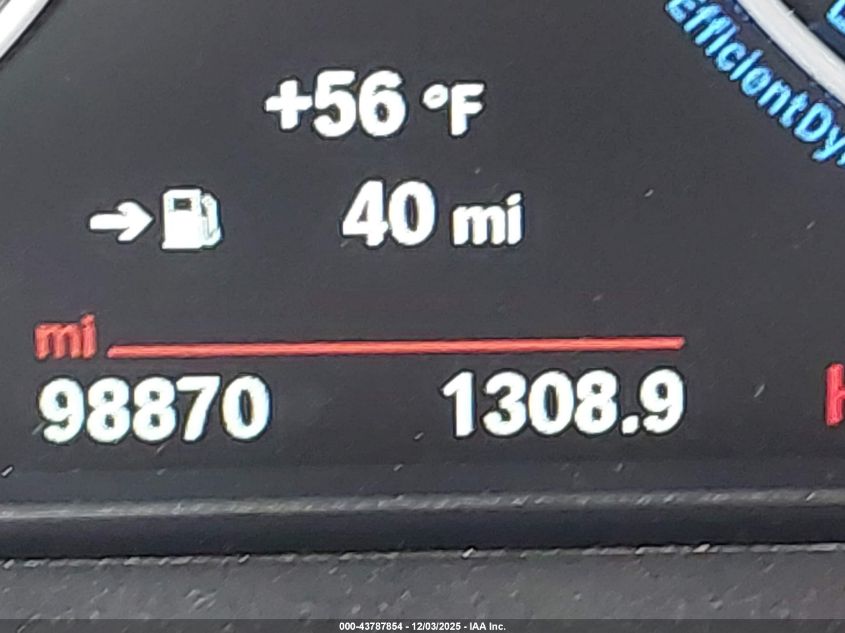 EfficientDy
+56 °F
40 mi
mi
98870 1308.9
000-43787854 - 12/03/2025 - IAA Inc.